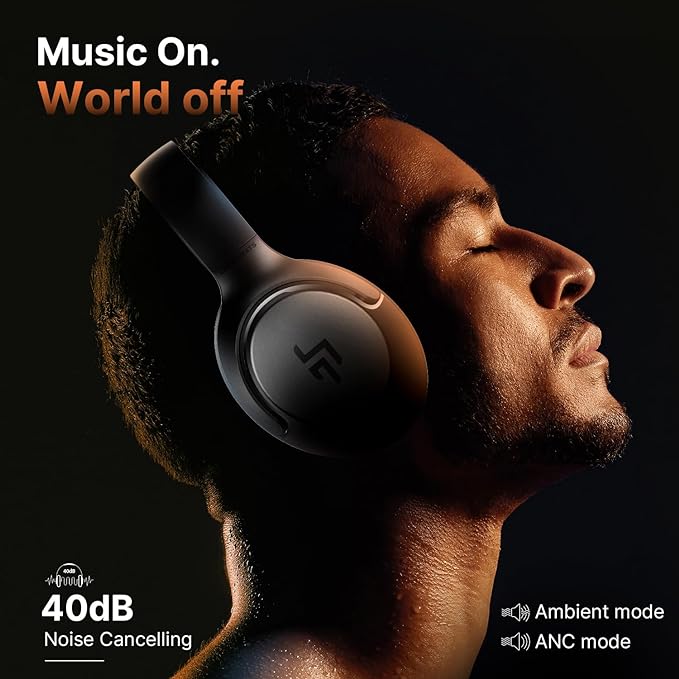 Music On.
World off
40dB
40dB
Noise Cancelling
Ambient mode
ANC mode